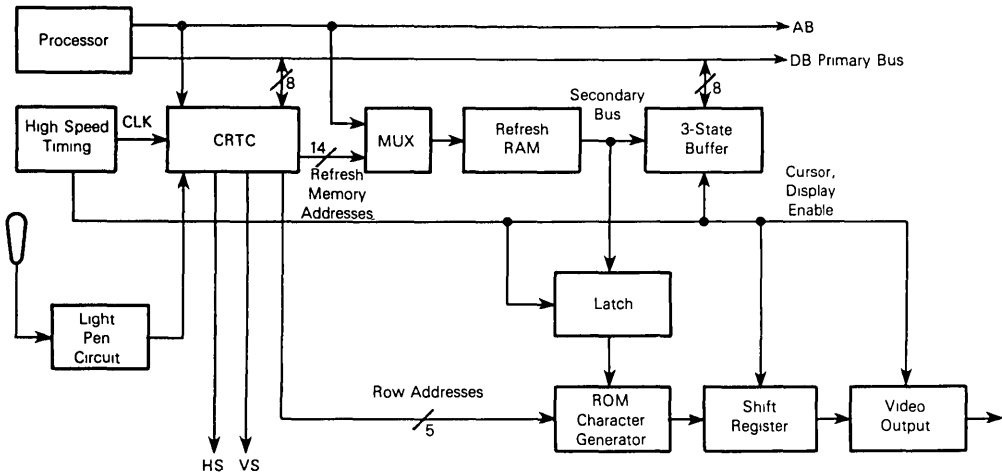 Processor
AB
DB Primary Bus
8
8
Secondary
Bus
High Speed
Timing
CLK
CRTC
MUX
Refresh
RAM
3-State
Buffer
14
Refresh
Memory
Addresses
Cursor,
Display
Enable
Light
Pen
Circuit
Latch
Row Addresses
5
ROM
Character
Generator
Shift
Register
Video
Output
HS
VS